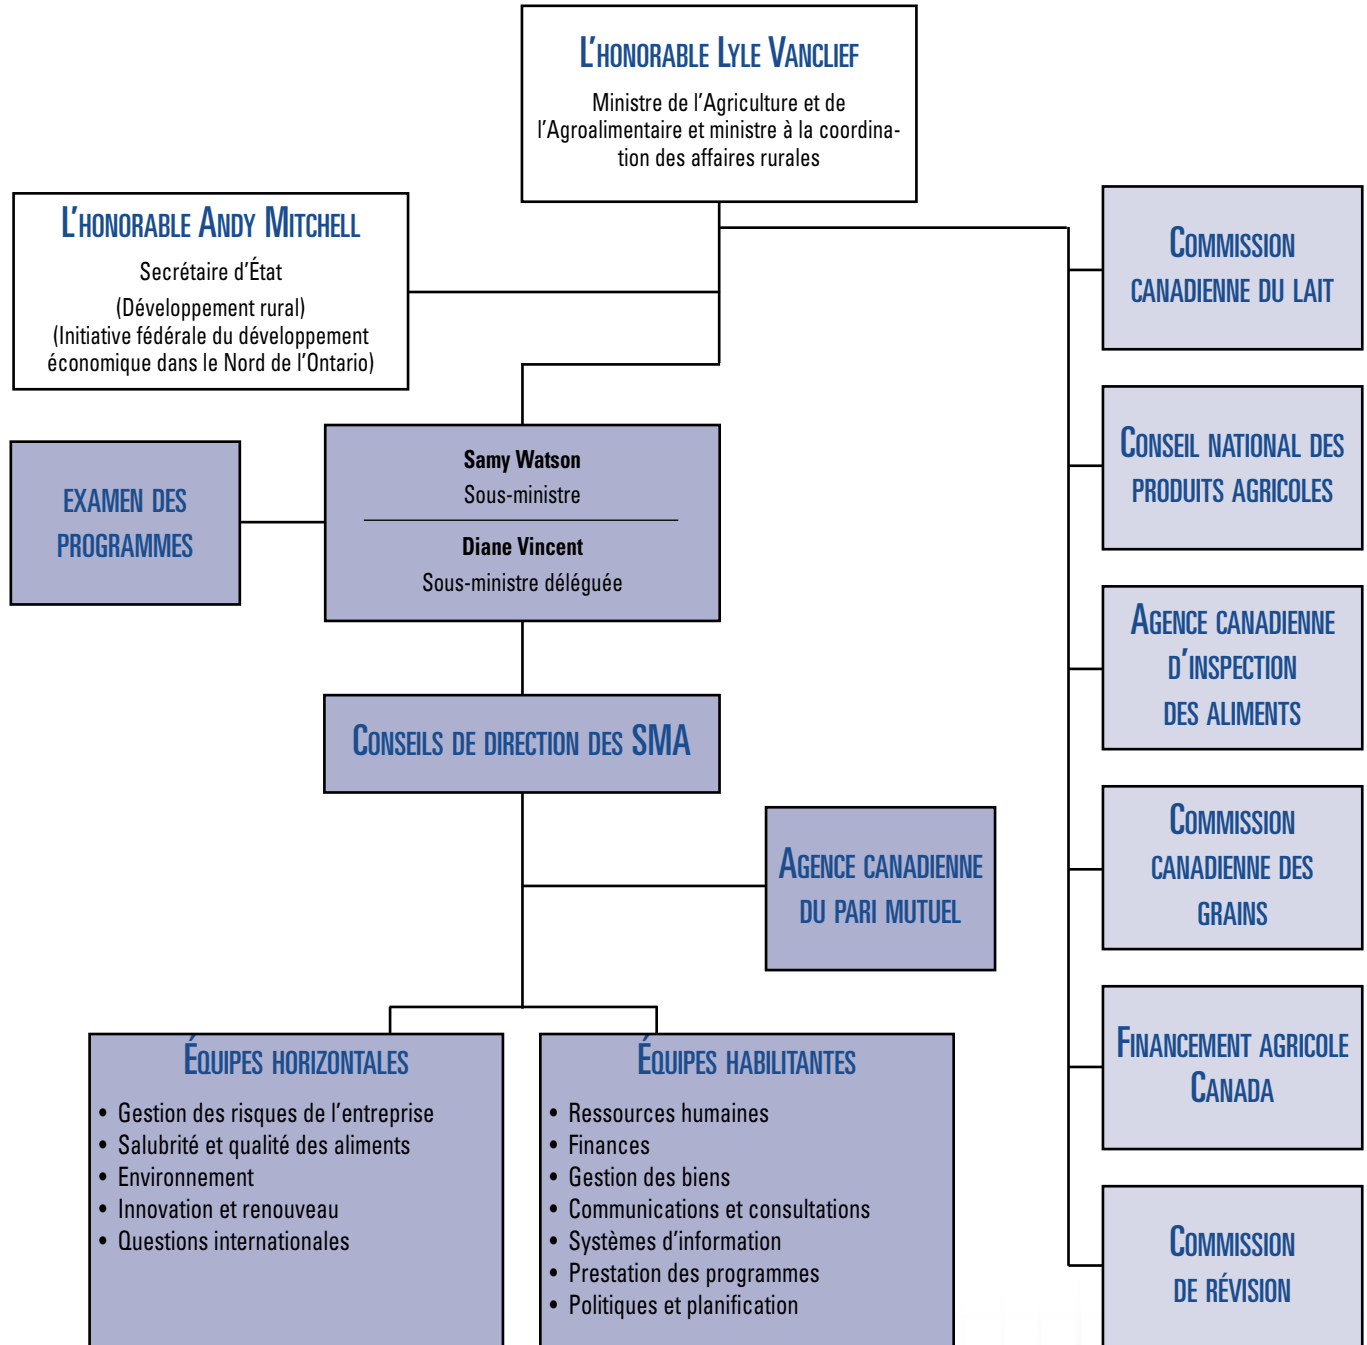 L'HONORABLE LYLE VANCLIEF
Ministre de l'Agriculture et de
l'Agroalimentaire et ministre à la coordina-
tion des affaires rurales
L'HONORABLE ANDY MITCHELL
Secrétaire d'État
(Développement rural)
(Initiative fédérale du développement
économique dans le Nord de l'Ontario)
EXAMEN DES
PROGRAMMES
Samy Watson
Sous-ministre
Diane Vincent
Sous-ministre déléguée
CONSEILS DE DIRECTION DES SMA
AGENCE CANADIENNE
DU PARI MUTUEL
ÉQUIPES HORIZONTALES
• Gestion des risques de l'entreprise
• Salubrité et qualité des aliments
• Environnement
• Innovation et renouveau
• Questions internationales
ÉQUIPES HABILITANTES
• Ressources humaines
• Finances
• Gestion des biens
• Communications et consultations
• Systèmes d'information
• Prestation des programmes
• Politiques et planification
COMMISSION
CANADIENNE DU LAIT
CONSEIL NATIONAL DES
PRODUITS AGRICOLES
AGENCE CANADIENNE
D'INSPECTION
DES ALIMENTS
COMMISSION
CANADIENNE DES
GRAINS
FINANCEMENT AGRICOLE
CANADA
COMMISSION
DE RÉVISION